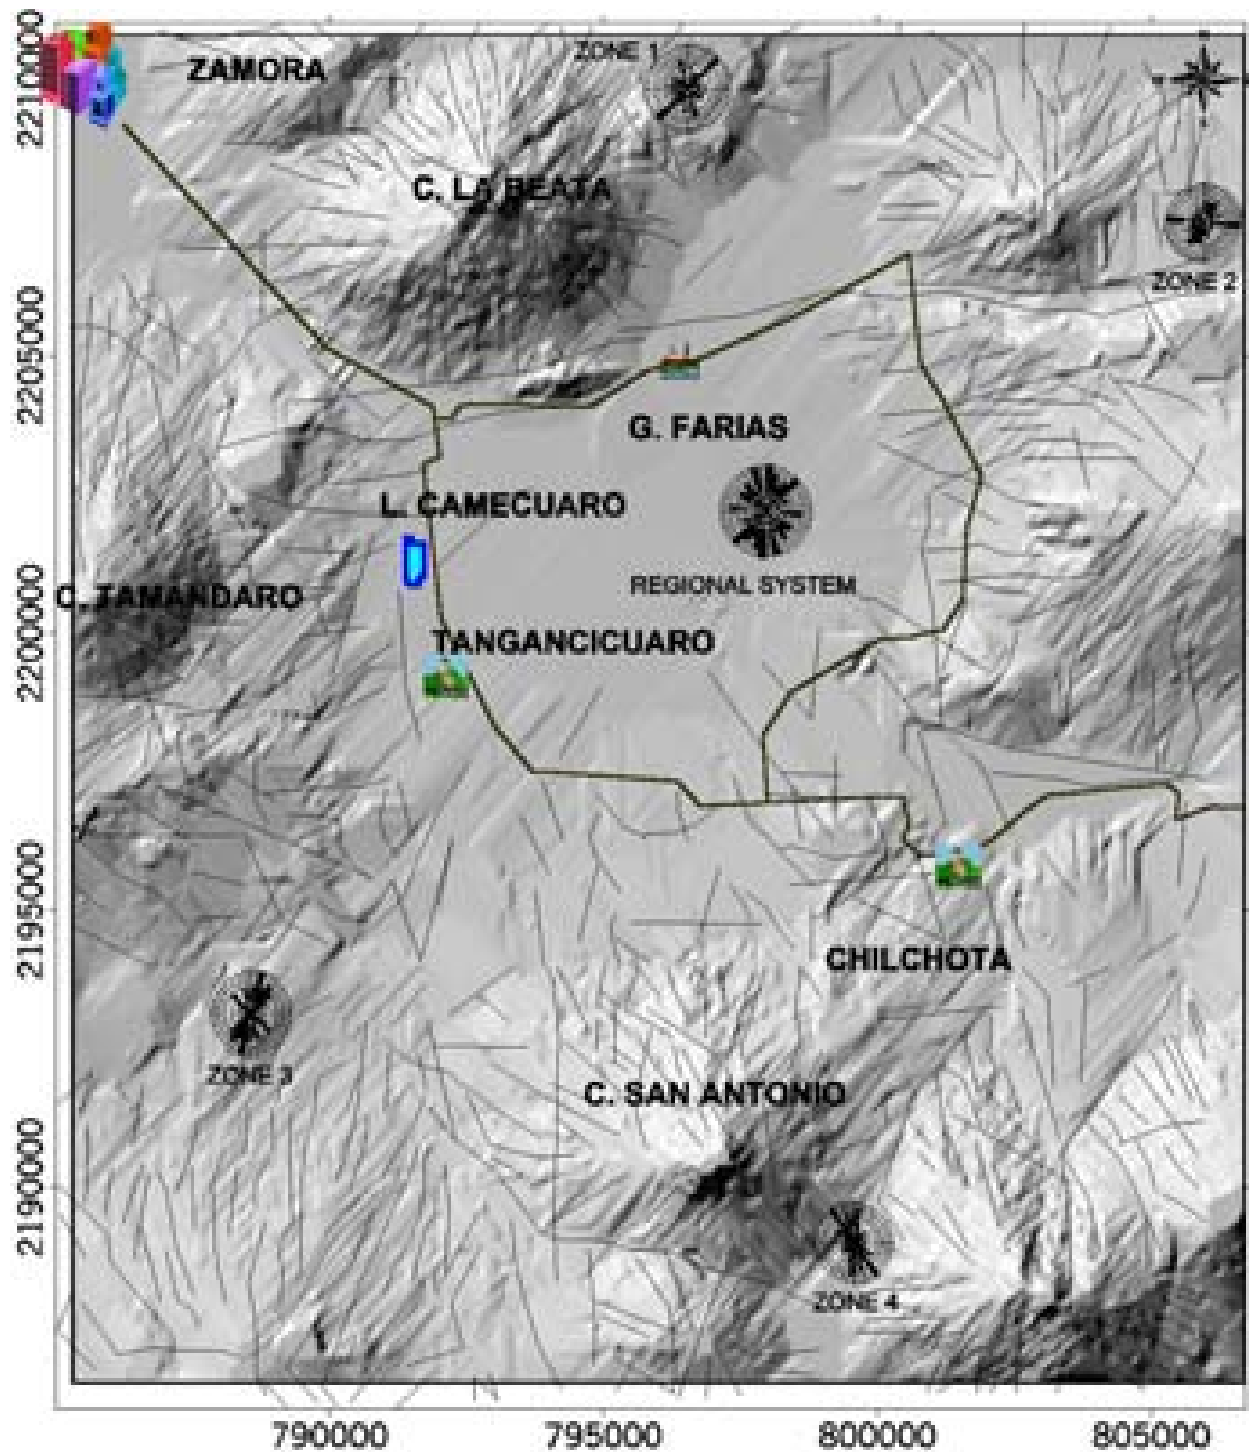 ZONE 1
ZAMORA
2210000
C. LA BEATA
ZONE 2
2205000
G. FARIAS
L. CAMECUARO
REGIONAL SYSTEM
C. TAMANDARO
2200000
TANGANCICUARO
2195000
CHILCHOTA
ZONE 3
C. SAN ANTONIO
2190000
ZONE 4
790000
795000
800000
805000